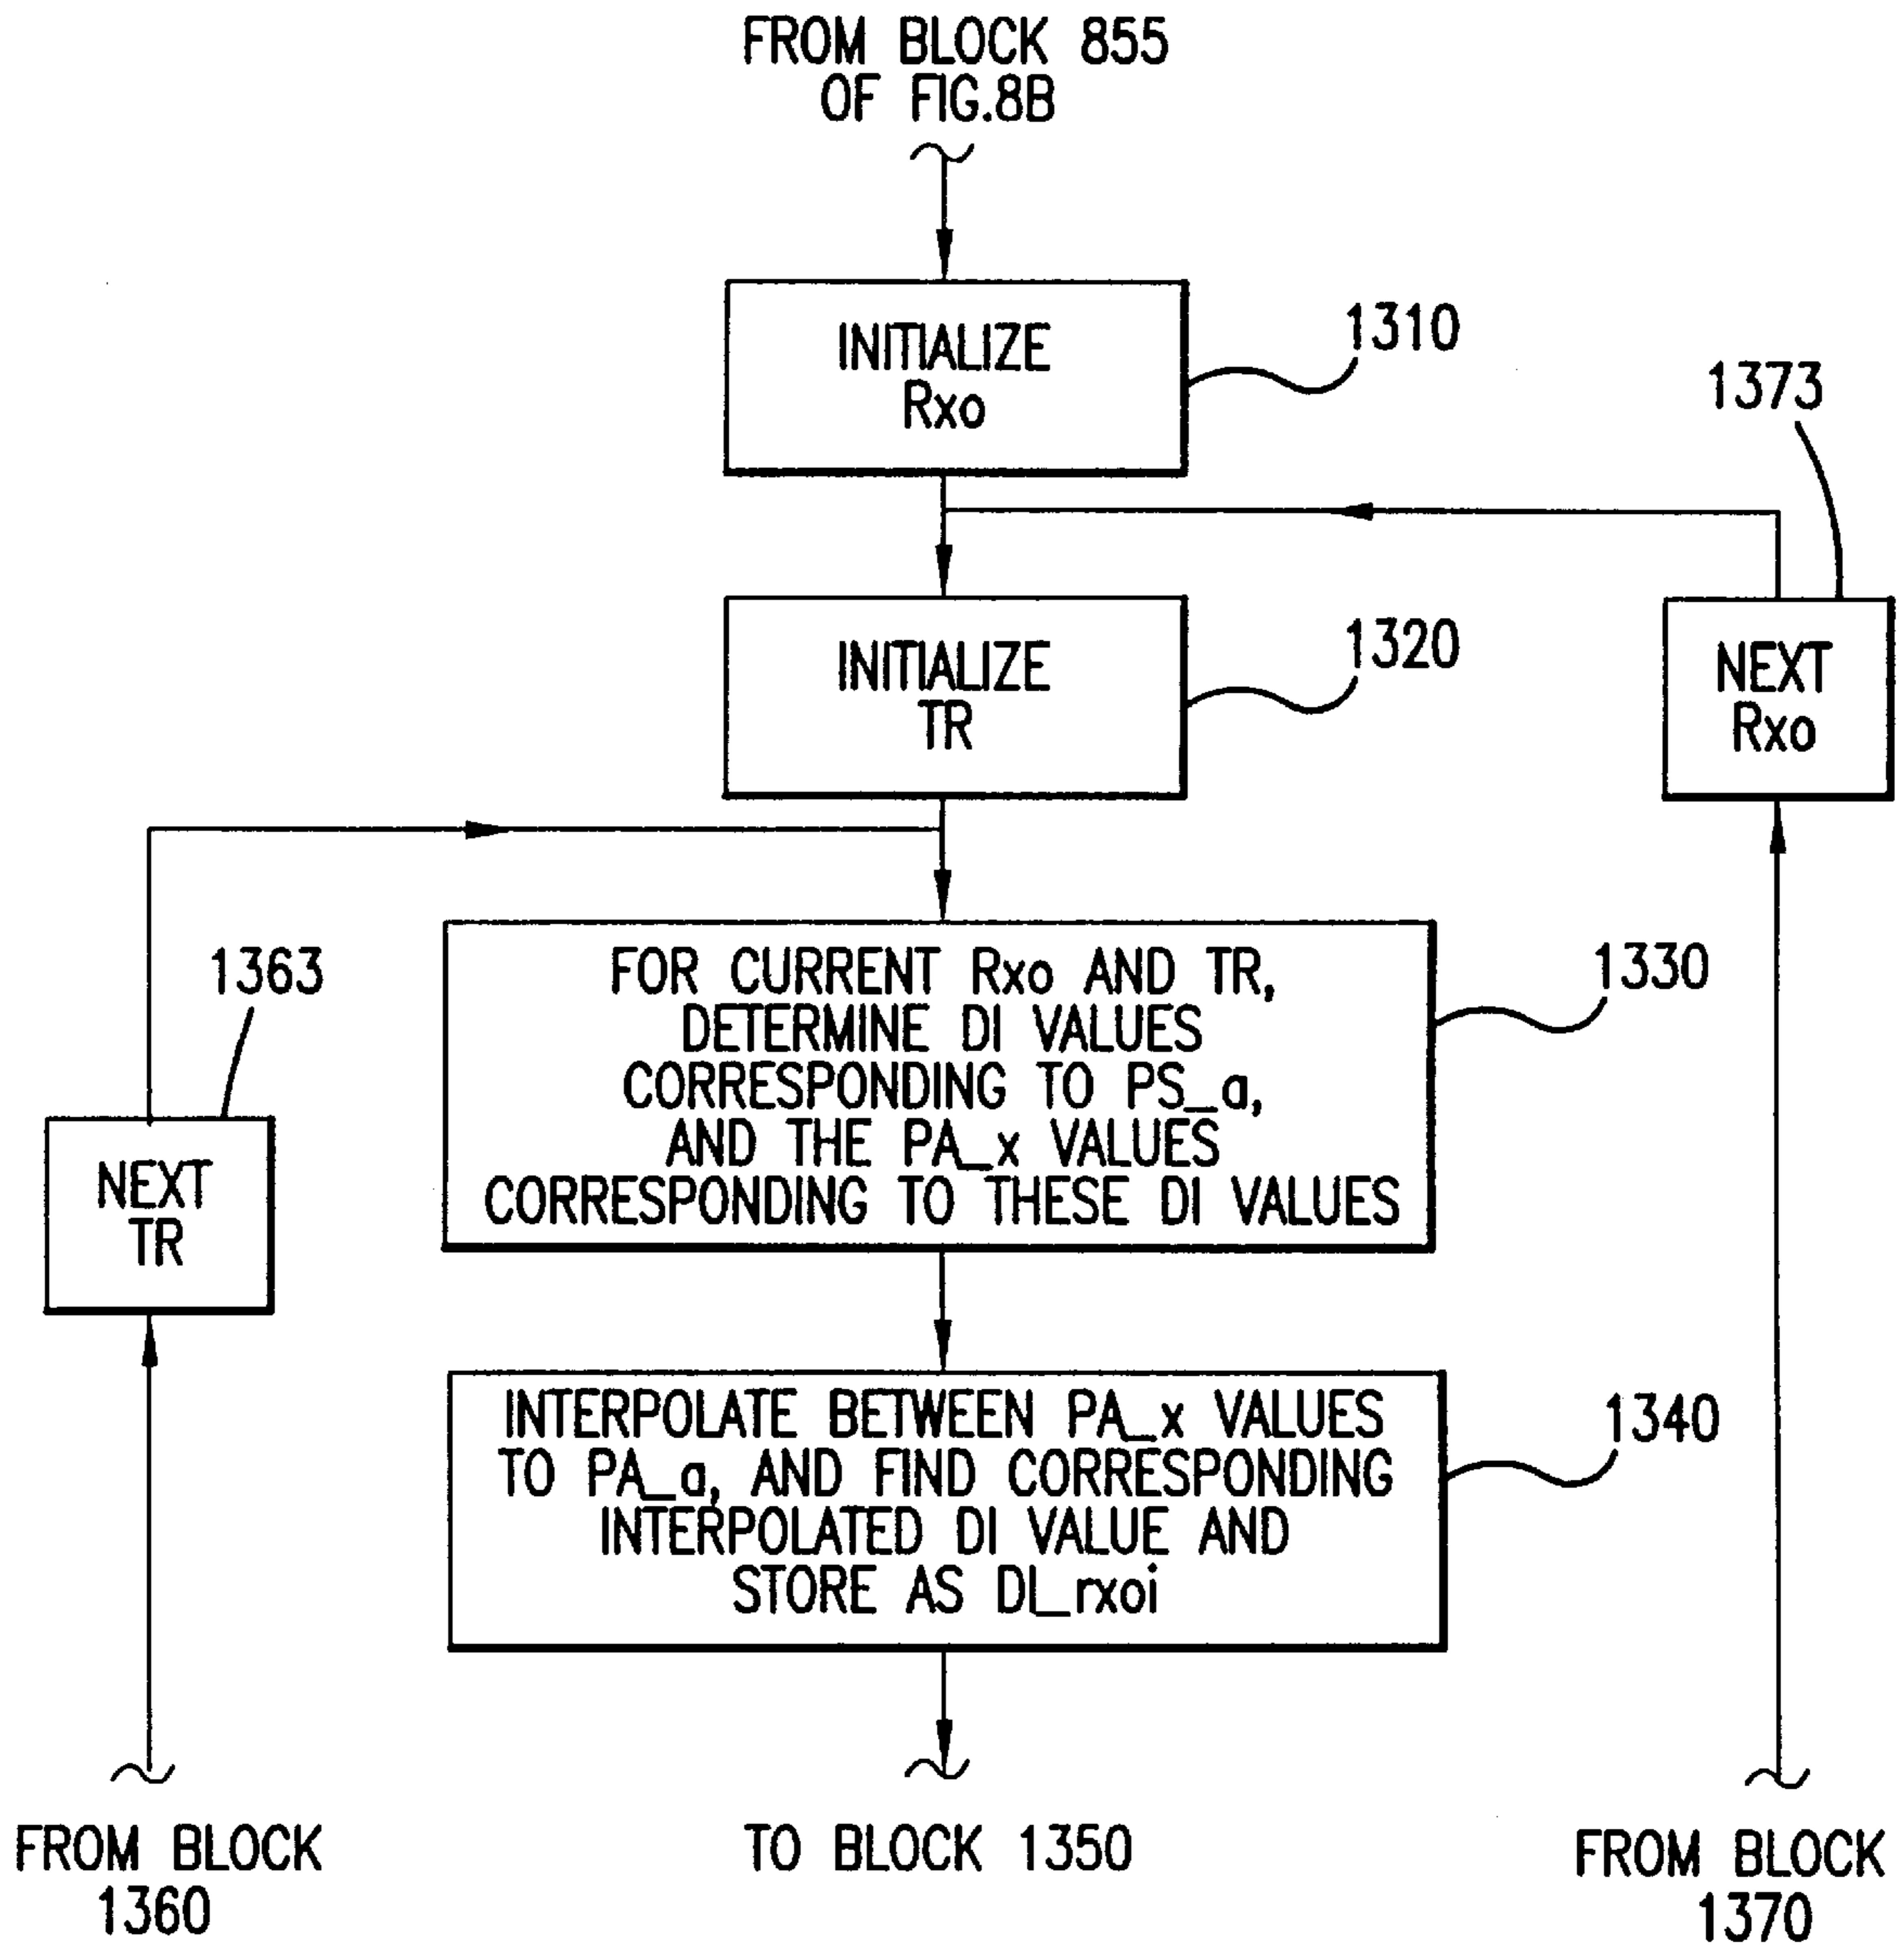 FROM BLOCK 855
OF FIG.8B
INITIALIZE
Rxo
1310
1373
INITIALIZE
TR
1320
NEXT
Rxo
1363
FOR CURRENT Rxo AND TR,
DETERMINE DI VALUES
CORRESPONDING TO PS_a,
AND THE PA_x VALUES
CORRESPONDING TO THESE DI VALUES
1330
NEXT
TR
INTERPOLATE BETWEEN PA_x VALUES
TO PA_a, AND FIND CORRESPONDING
INTERPOLATED DI VALUE AND
STORE AS DI_rxoi
1340
FROM BLOCK
1360
TO BLOCK 1350
FROM BLOCK
1370